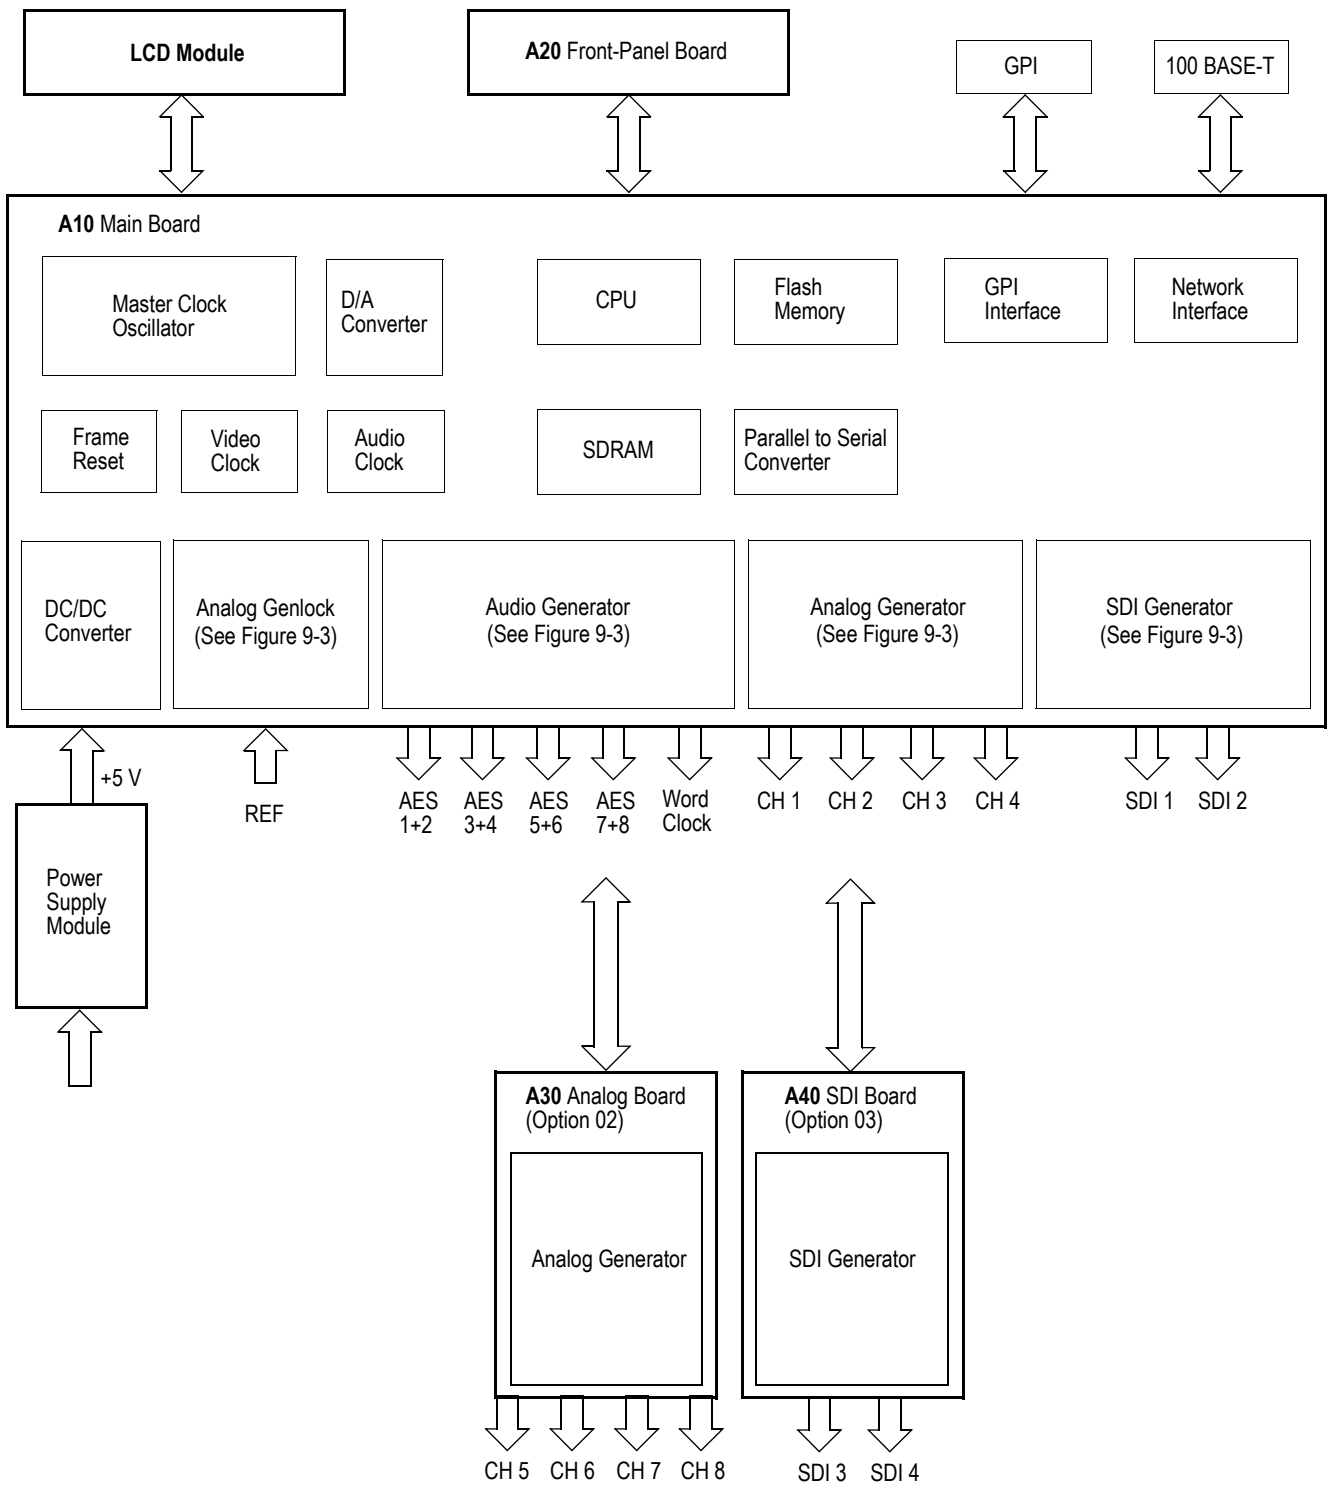 LCD Module
A20 Front-Panel Board
GPI
100 BASE-T
A10 Main Board
Master Clock
Oscillator
D/A
Converter
CPU
Flash
Memory
GPI
Interface
Network
Interface
Frame
Reset
Video
Clock
Audio
Clock
SDRAM
Parallel to Serial
Converter
DC/DC
Converter
Analog Genlock
(See Figure 9-3)
Audio Generator
(See Figure 9-3)
Analog Generator
(See Figure 9-3)
SDI Generator
(See Figure 9-3)
+5 V
REF
AES
1+2
AES
3+4
AES
5+6
AES
7+8
Word
Clock
CH 1
CH 2
CH 3
CH 4
SDI 1
SDI 2
Power
Supply
Module
A30 Analog Board
(Option 02)
Analog Generator
A40 SDI Board
(Option 03)
SDI Generator
CH 5
CH 6
CH 7
CH 8
SDI 3
SDI 4